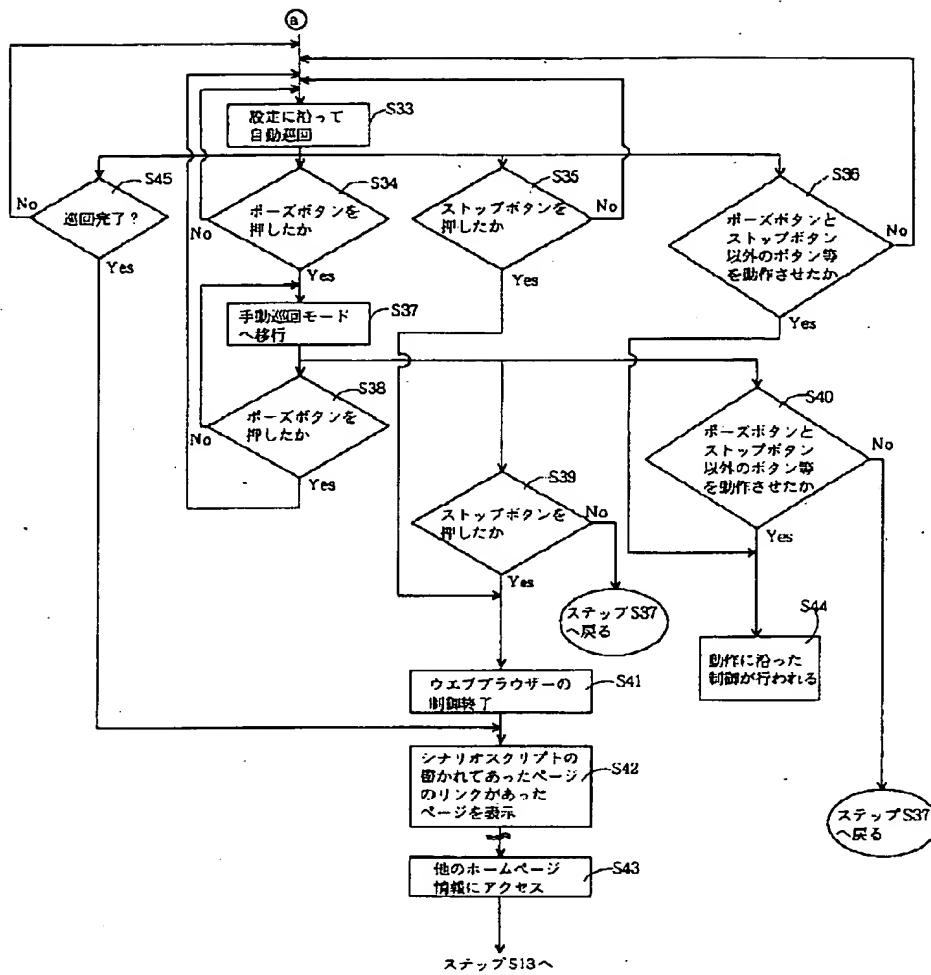 a
設定に沿って
自動巡回
S33
S45
巡回完了?
No
Yes
S34
ポーズボタンを
押したか
No
Yes
S35
ストップボタンを
押したか
No
Yes
S36
ポーズボタンと
ストップボタン
以外のボタン等
を動作させたか
No
Yes
手動巡回モード
へ移行
S37
S38
ポーズボタンを
押したか
No
Yes
S39
ストップボタンを
押したか
No
Yes
S40
ポーズボタンと
ストップボタン
以外のボタン等
を動作させたか
No
Yes
ステップS37
へ戻る
S44
動作に沿った
制御が行われる
ウエブブラウザーの
制御終了
S41
シナリオスクリプトの
書かれてあったページ
のリンクがあった
ページを表示
S42
ステップS37
へ戻る
他のホームページ
情報にアクセス
S43
ステップS13へ